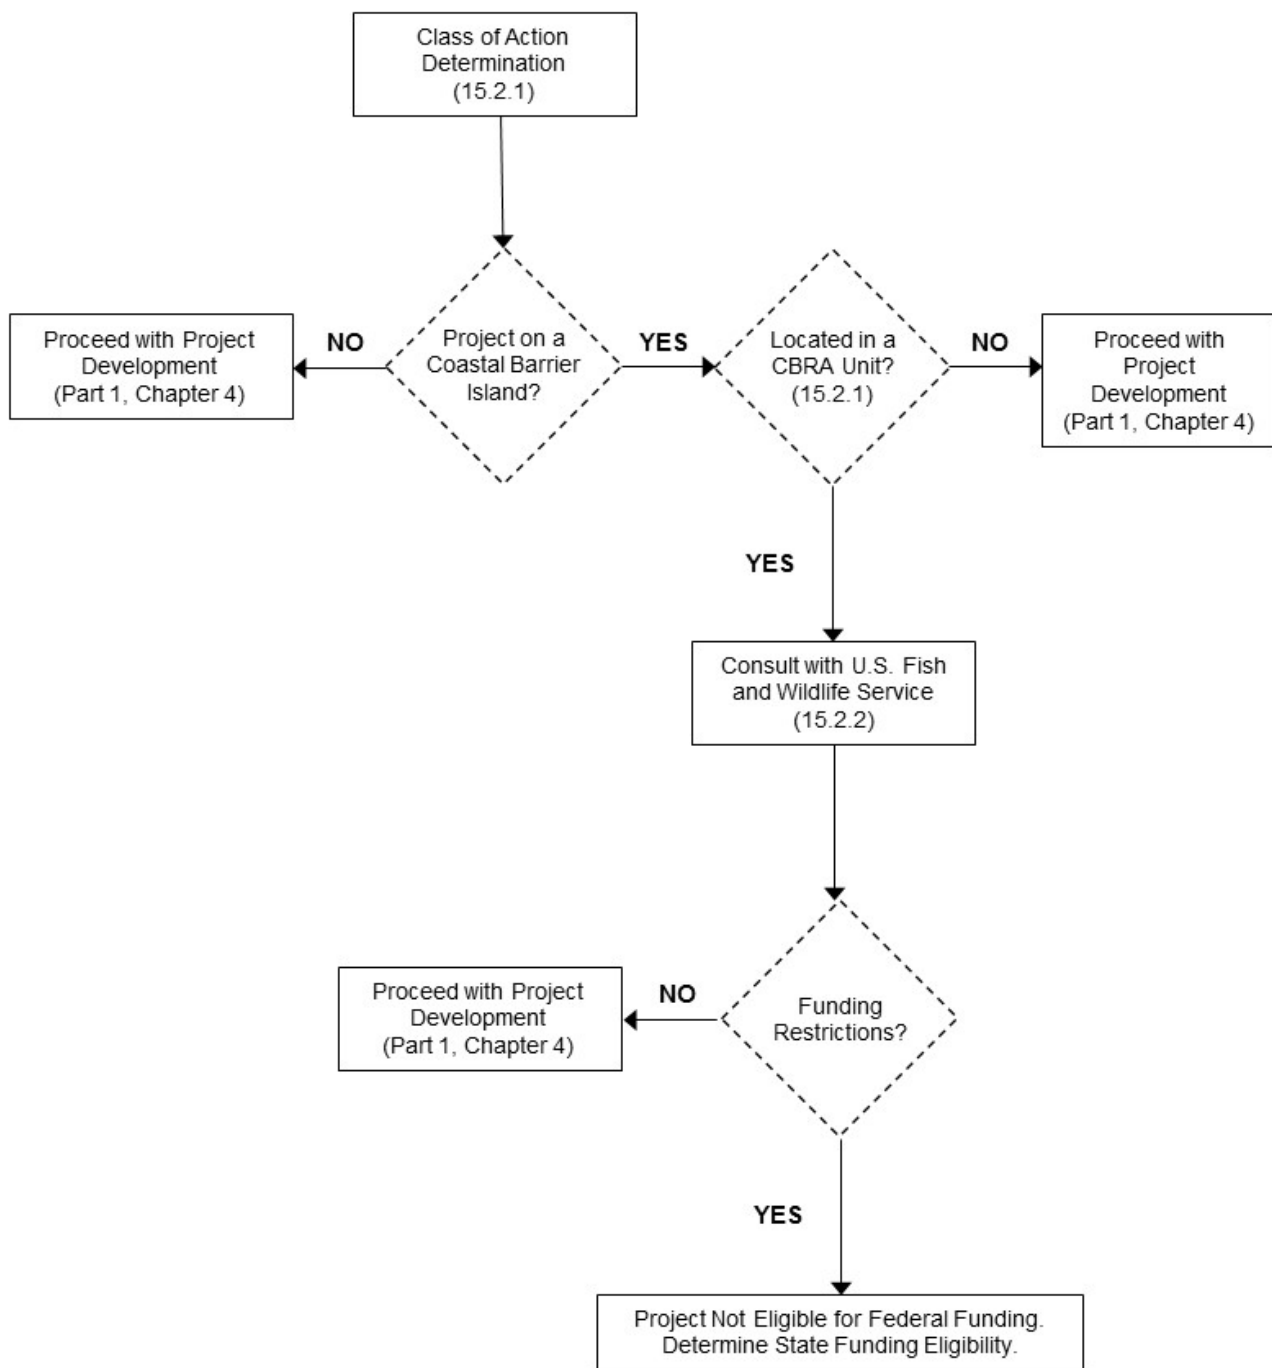 Class of Action
Determination
(15.2.1)
Proceed with Project
Development
(Part 1, Chapter 4)
NO
Project on a
Coastal Barrier
Island?
YES
Located in a
CBRA Unit?
(15.2.1)
NO
Proceed with
Project
Development
(Part 1, Chapter 4)
YES
Consult with U.S. Fish
and Wildlife Service
(15.2.2)
Proceed with Project
Development
(Part 1, Chapter 4)
NO
Funding
Restrictions?
YES
Project Not Eligible for Federal Funding.
Determine State Funding Eligibility.